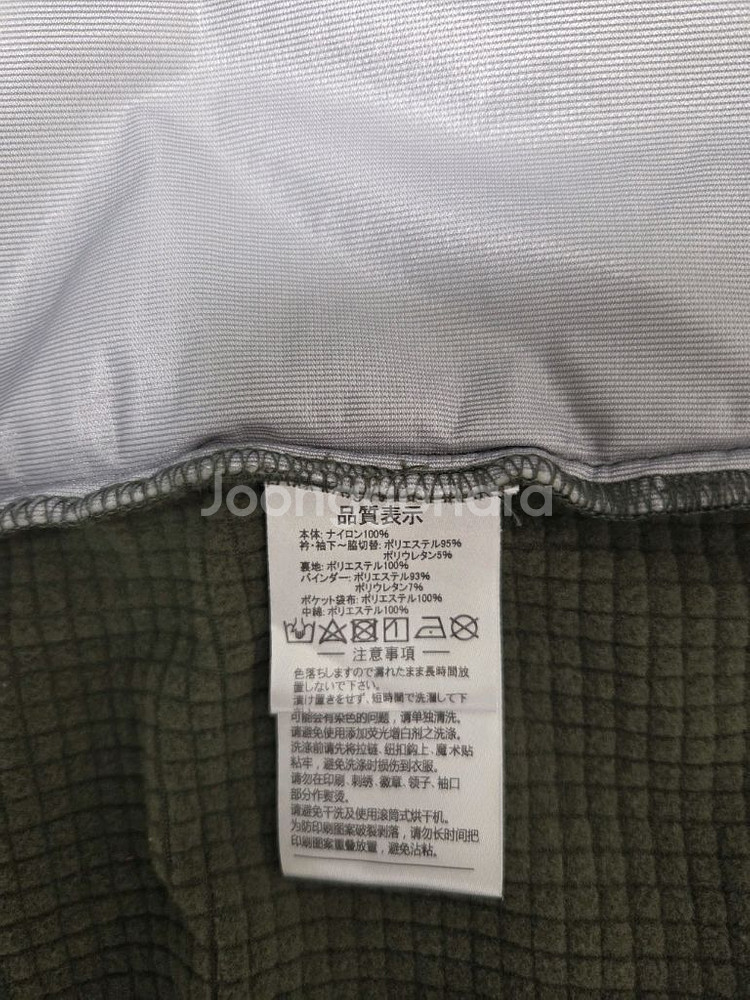 Joonggonara
品質表示
本体: ナイロン100%
衿・袖下～脇切替: ポリエステル95%
ポリウレタン5%
裏地: ポリエステル100%
バインダー: ポリエステル93%
ポリウレタン7%
ポケット袋布: ポリエステル100%
中綿: ポリエステル100%
注意事項
色落ちしますので濡れたまま長時間放
置しないで下さい。
漬け置きをせず、短時間で洗濯して下
可能会有染色的问题，请单独清洗。
请避免使用添加荧光增白剂之洗涤。
洗涤前请先将拉链、纽扣鈎上、魔术贴
粘牢，避免洗涤时损伤到衣服。
请勿在印刷、刺绣、徽章、领子、袖口
部分作熨烫。
请避免干洗及使用滚筒式烘干机。
为防印刷图案破裂剥落，请勿长时间把
印刷图案重叠放置，避免沾粘。